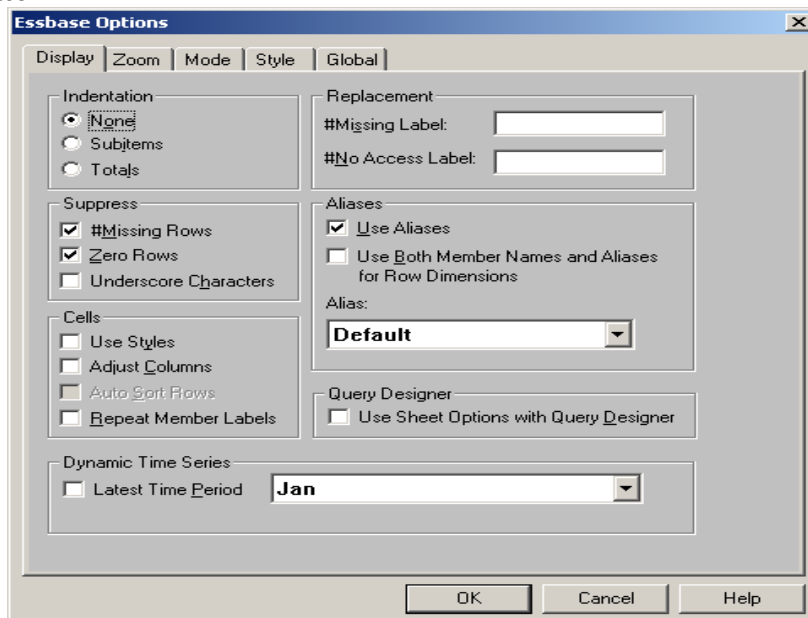 Essbase Options
Display
Zoom
Mode
Style
Global
Indentation
None
Subitems
Totals
Replacement
#Missing Label:
#No Access Label:
Suppress
#Missing Rows
Zero Rows
Underscore Characters
Aliases
Use Aliases
Use Both Member Names and Aliases
for Row Dimensions
Alias:
Default
Cells
Use Styles
Adjust Columns
Auto Sort Rows
Repeat Member Labels
Query Designer
Use Sheet Options with Query Designer
Dynamic Time Series
Latest Time Period
Jan
OK
Cancel
Help